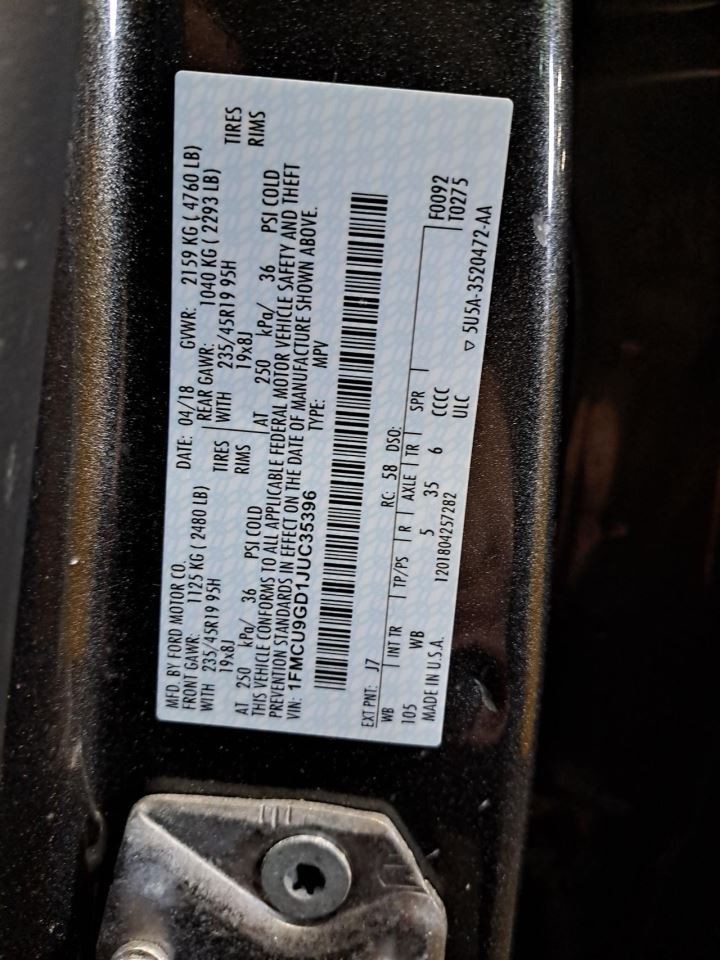 MFD. BY FORD MOTOR CO. DATE: 04/18 GVWR: 2159 KG ( 4760 LB)
FRONT GAWR: 1125 KG ( 2480 LB) REAR GAWR: 1040 KG ( 2293 LB)
WITH 235/45R19 95H TIRES WITH 235/45R19 95H TIRES
19x8J RIMS 19x8J RIMS
AT 250 kPa/ 36 PSI COLD AT 250 kPa/ 36 PSI COLD
THIS VEHICLE CONFORMS TO ALL APPLICABLE FEDERAL MOTOR VEHICLE SAFETY AND THEFT
PREVENTION STANDARDS IN EFFECT ON THE DATE OF MANUFACTURE SHOWN ABOVE.
VIN: 1FMCU9GD1JUC35396 TYPE: MPV
EXT PNT: J7 RC: 58 DSO: F0092
WB INT TR TP/PS R AXLE TR SPR T0275
105 WB 5 35 6 CCCC
MADE IN U.S.A. 1201804257282 ULC ▽ 5U5A-3520472-AA